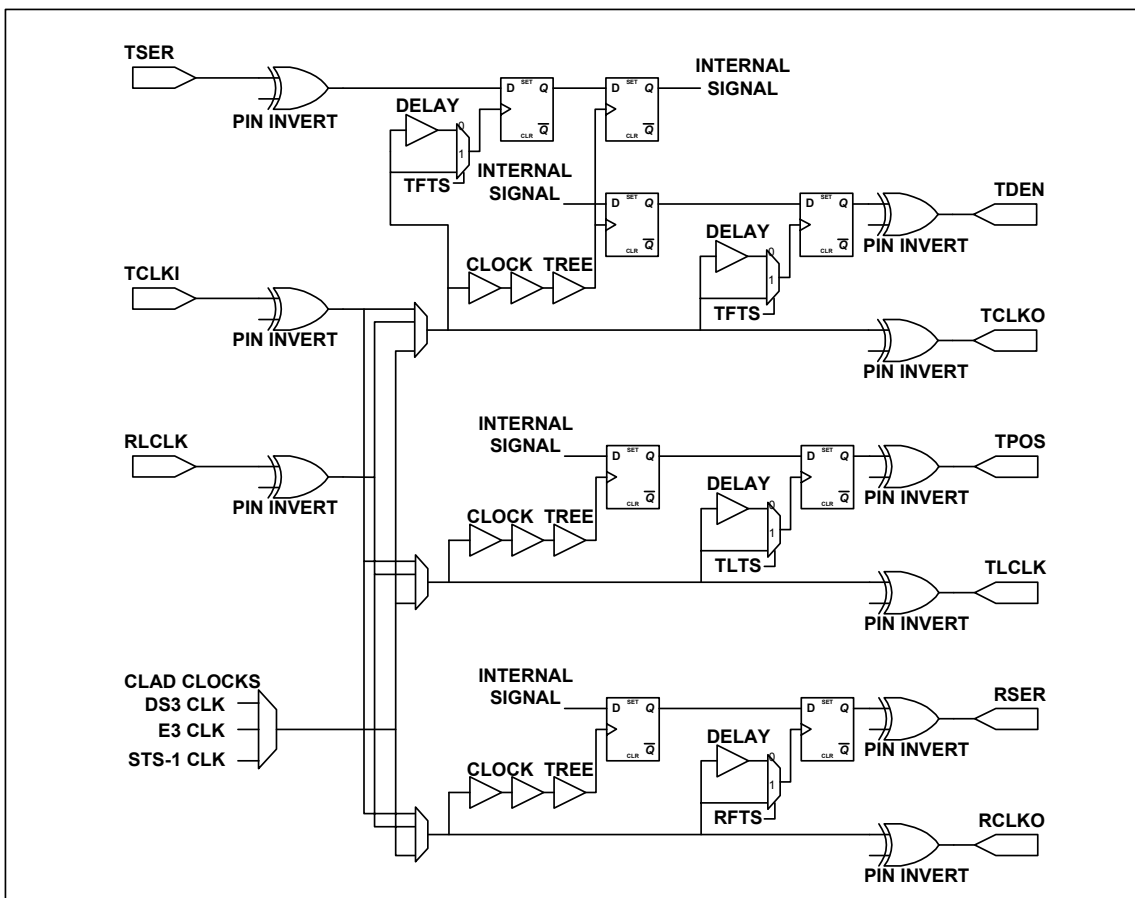 TSER
PIN INVERT
DELAY
0
1
TFTS
D SET Q
CLR Q
D SET Q
CLR Q
INTERNAL
SIGNAL
INTERNAL
SIGNAL
D SET Q
CLR Q
DELAY
0
1
TFTS
D SET Q
CLR Q
PIN INVERT
TDEN
TCLKI
PIN INVERT
CLOCK TREE
PIN INVERT
TCLKO
RLCLK
PIN INVERT
INTERNAL
SIGNAL
D SET Q
CLR Q
CLOCK TREE
DELAY
0
1
TLTS
D SET Q
CLR Q
PIN INVERT
TPOS
PIN INVERT
TLCLK
CLAD CLOCKS
DS3 CLK
E3 CLK
STS-1 CLK
INTERNAL
SIGNAL
D SET Q
CLR Q
CLOCK TREE
DELAY
0
1
RFTS
D SET Q
CLR Q
PIN INVERT
RSER
PIN INVERT
RCLKO